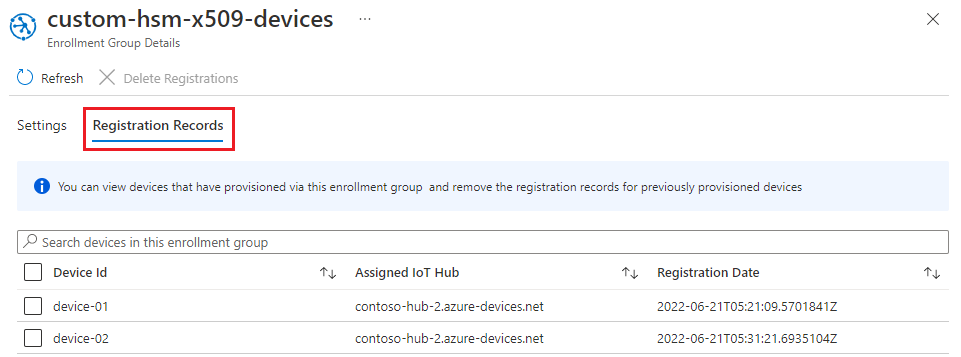 custom-hsm-x509-devices ...
Enrollment Group Details
Refresh Delete Registrations
Settings Registration Records
You can view devices that have provisioned via this enrollment group and remove the registration records for previously provisioned devices
Search devices in this enrollment group
Device Id Assigned IoT Hub Registration Date
device-01 contoso-hub-2.azure-devices.net 2022-06-21T05:21:09.5701841Z
device-02 contoso-hub-2.azure-devices.net 2022-06-21T05:31:21.6935104Z